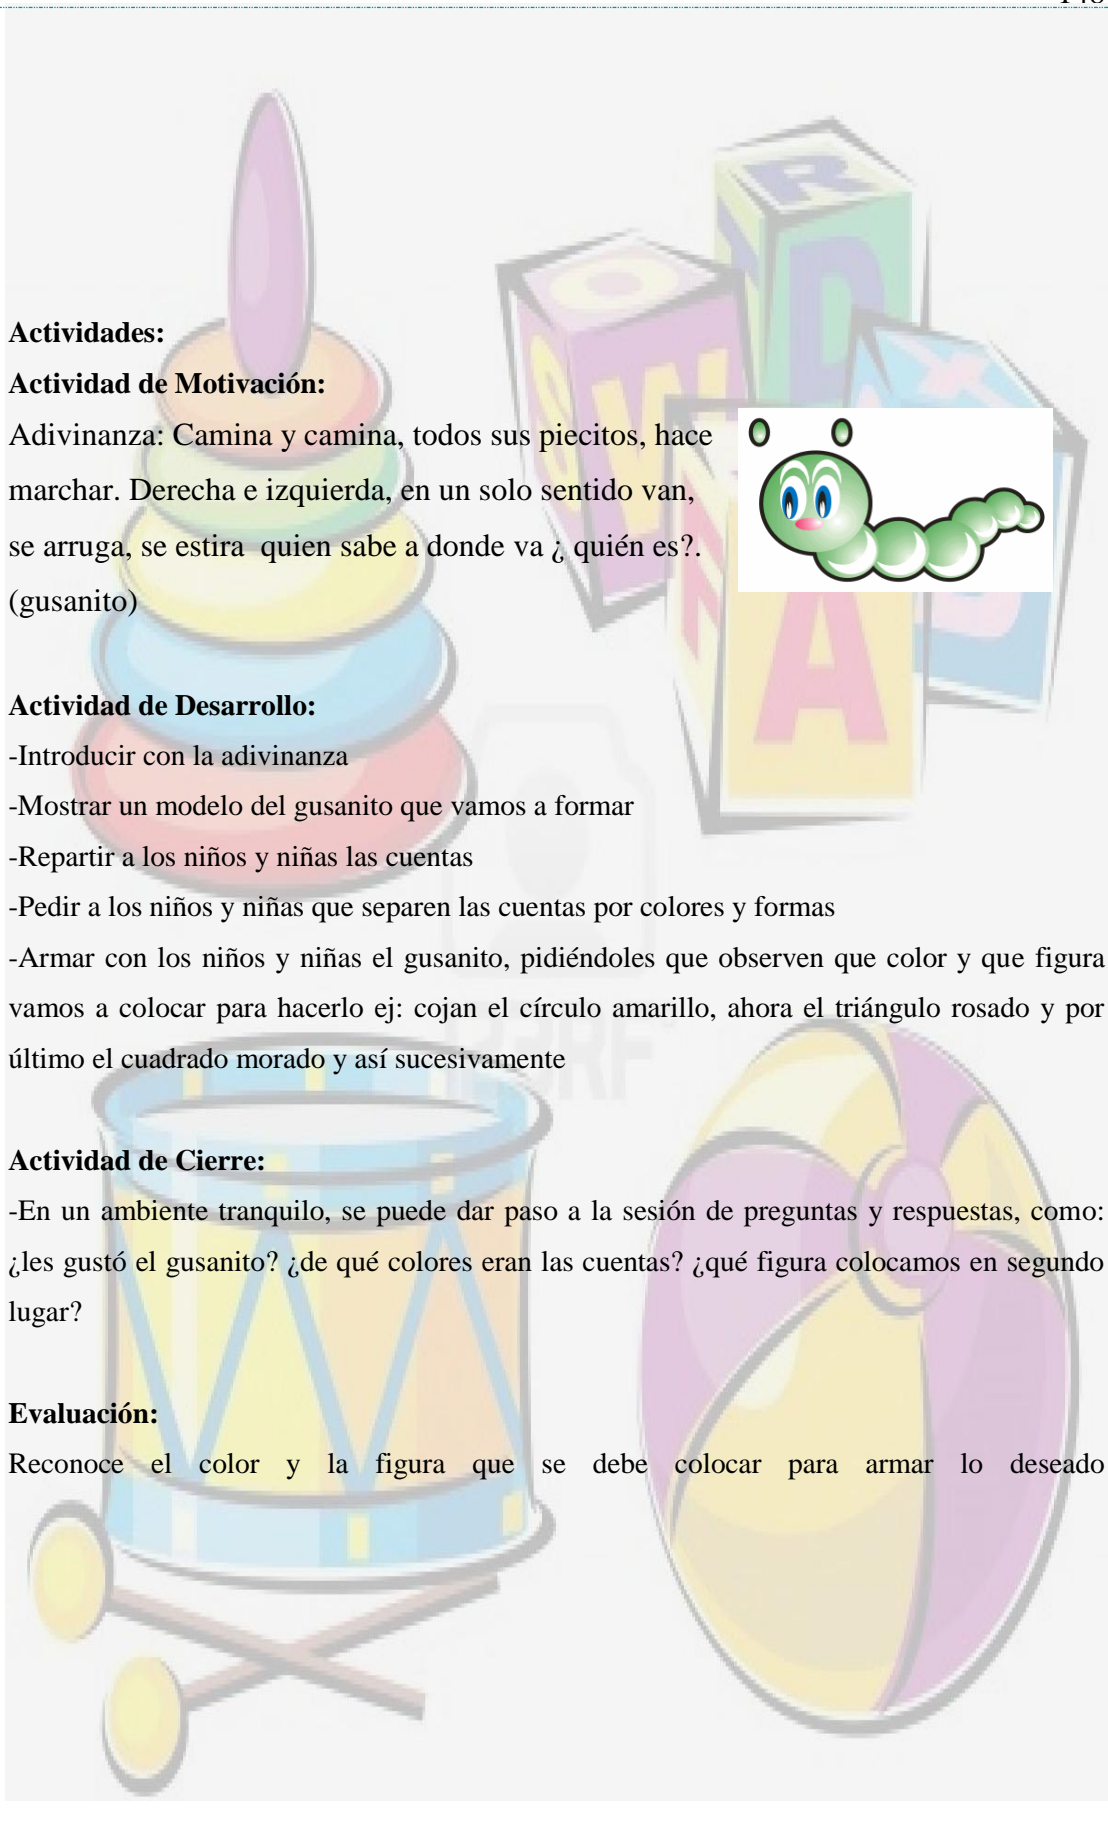 Actividades:
Actividad de Motivación:
Adivinanza: Camina y camina, todos sus piecitos, hace
marchar. Derecha e izquierda, en un solo sentido van,
se arruga, se estira  quien sabe a donde va ¿ quién es?.
(gusanito)
Actividad de Desarrollo:
-Introducir con la adivinanza
-Mostrar un modelo del gusanito que vamos a formar
-Repartir a los niños y niñas las cuentas
-Pedir a los niños y niñas que separen las cuentas por colores y formas
-Armar con los niños y niñas el gusanito, pidiéndoles que observen que color y que figura
vamos a colocar para hacerlo ej: cojan el círculo amarillo, ahora el triángulo rosado y por
último el cuadrado morado y así sucesivamente
Actividad de Cierre:
-En un ambiente tranquilo, se puede dar paso a la sesión de preguntas y respuestas, como:
¿les gustó el gusanito? ¿de qué colores eran las cuentas? ¿qué figura colocamos en segundo
lugar?
Evaluación:
Reconoce el color y la figura que se debe colocar para armar lo deseado